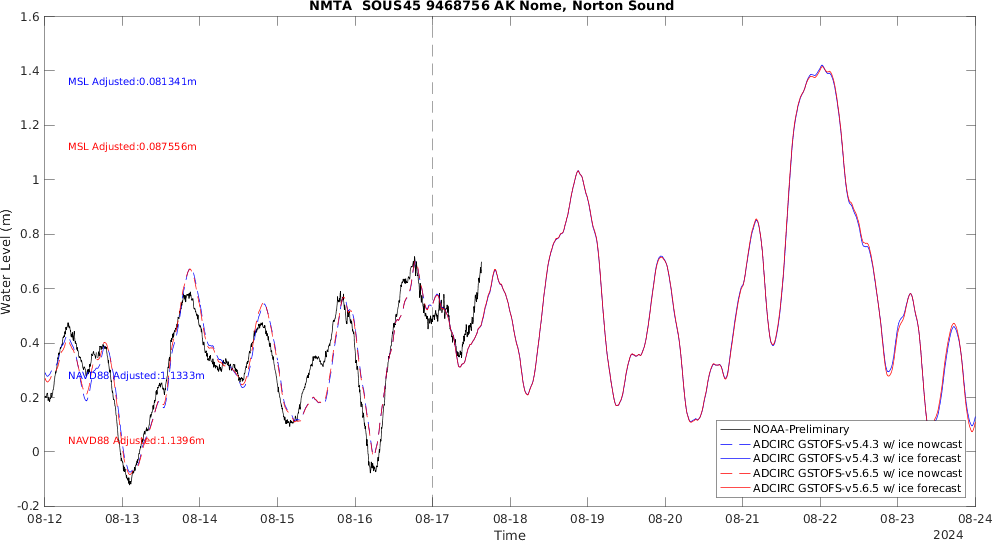 NMTA  SOUS45 9468756 AK Nome, Norton Sound
1.6
1.4
1.2
1
0.8
0.6
0.4
0.2
0
-0.2
Water Level (m)
MSL Adjusted:0.081341m
MSL Adjusted:0.087556m
NAVD88 Adjusted:1.1333m
NAVD88 Adjusted:1.1396m
NOAA-Preliminary
ADCIRC GSTOFS-v5.4.3 w/ ice nowcast
ADCIRC GSTOFS-v5.4.3 w/ ice forecast
ADCIRC GSTOFS-v5.6.5 w/ ice nowcast
ADCIRC GSTOFS-v5.6.5 w/ ice forecast
08-12 08-13 08-14 08-15 08-16 08-17 08-18 08-19 08-20 08-21 08-22 08-23 08-24
Time
2024